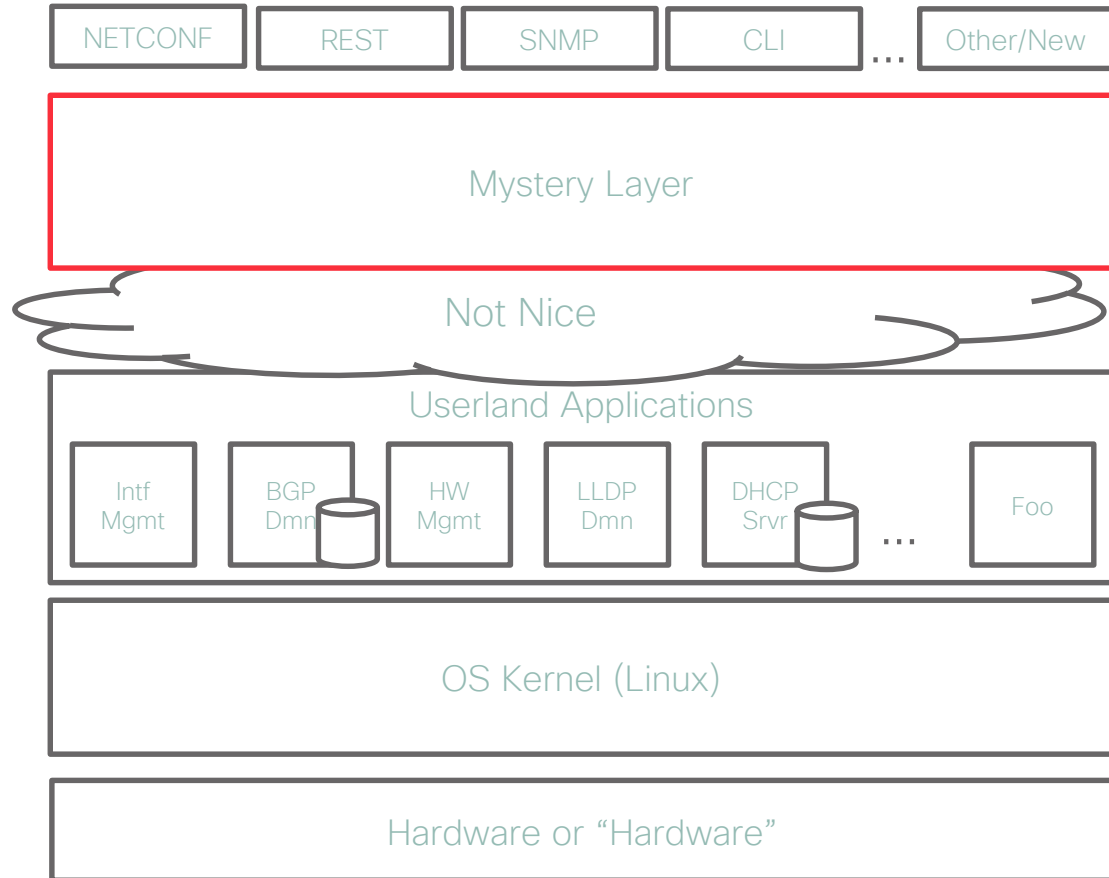 NETCONF
REST
SNMP
CLI
...
Other/New
Mystery Layer
Not Nice
Userland Applications
Intf
Mgmt
BGP
Dmn
HW
Mgmt
LLDP
Dmn
DHCP
Srvr
...
Foo
OS Kernel (Linux)
Hardware or “Hardware”